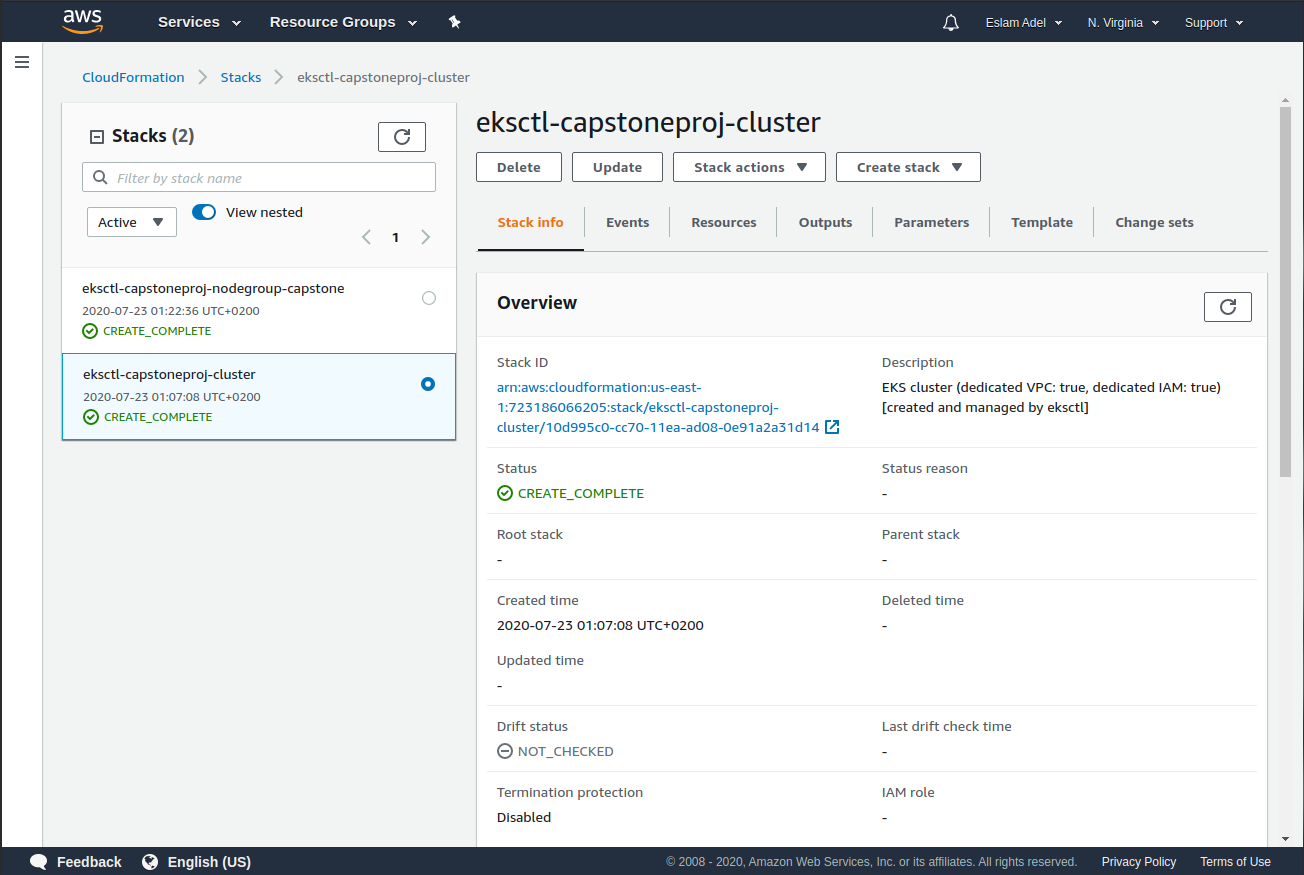 aws
Services
Resource Groups
Eslam Adel
N. Virginia
Support
CloudFormation
Stacks
eksctl-capstoneproj-cluster
Stacks (2)
Filter by stack name
Active
View nested
1
eksctl-capstoneproj-nodegroup-capstone
2020-07-23 01:22:36 UTC+0200
CREATE_COMPLETE
eksctl-capstoneproj-cluster
2020-07-23 01:07:08 UTC+0200
CREATE_COMPLETE
eksctl-capstoneproj-cluster
Delete
Update
Stack actions
Create stack
Stack info
Events
Resources
Outputs
Parameters
Template
Change sets
Overview
Stack ID
arn:aws:cloudformation:us-east-
1:723186066205:stack/eksctl-capstoneproj-
cluster/10d995c0-cc70-11ea-ad08-0e91a2a31d14
Description
EKS cluster (dedicated VPC: true, dedicated IAM: true)
[created and managed by eksctl]
Status
CREATE_COMPLETE
Status reason
-
Root stack
-
Parent stack
-
Created time
2020-07-23 01:07:08 UTC+0200
Deleted time
-
Updated time
-
Drift status
NOT_CHECKED
Last drift check time
-
Termination protection
Disabled
IAM role
-
Feedback
English (US)
© 2008 - 2020, Amazon Web Services, Inc. or its affiliates. All rights reserved.
Privacy Policy
Terms of Use